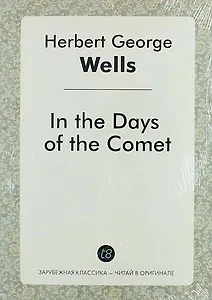 Herbert George
Wells
In the Days
of the Comet
t8
ЗАРУБЕЖНАЯ КЛАССИКА — ЧИТАЙ В ОРИГИНАЛЕ